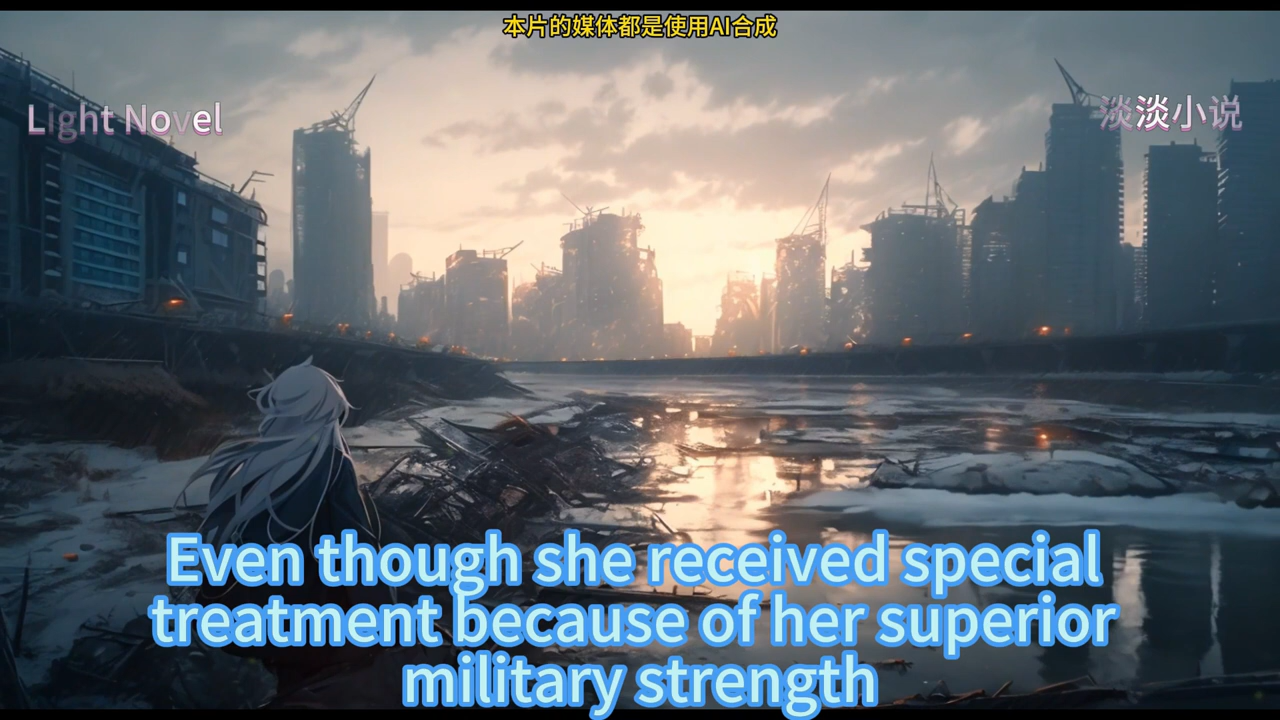 本片的媒体都是使用AI合成
Light Novel
淡淡小说
Even though she received special
treatment because of her superior
military strength